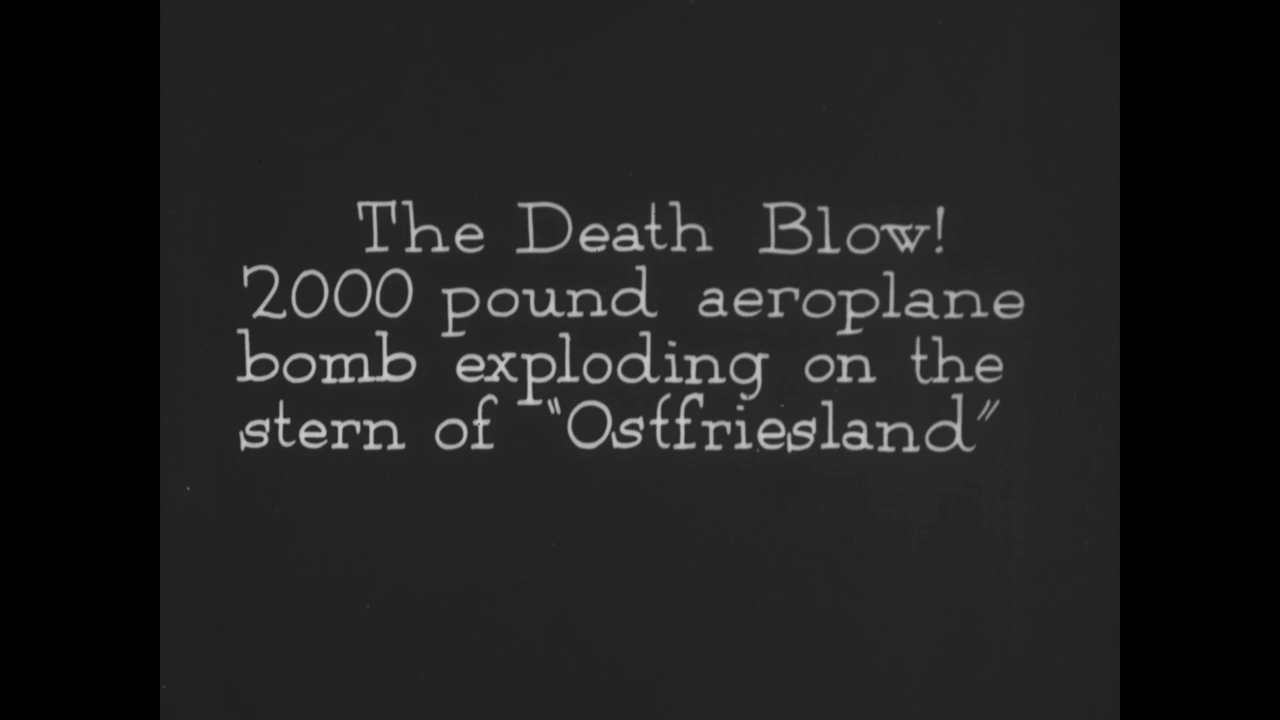 The Death Blow!
2000 pound aeroplane
bomb exploding on the
stern of "Ostfriesland"